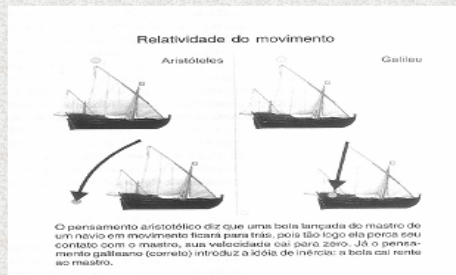 Relatividade do movimento
Aristóteles
Galileu
O pensamento aristotélico diz que uma bola lançada do mastro de
um navio em movimento ficará para trás, pois tão logo ela perca seu
contato com o mastro, sua velocidade cai para zero. Já o pensa-
mento galileano (correto) introduz a idéia de inércia: a bola cai rente
ao mastro.